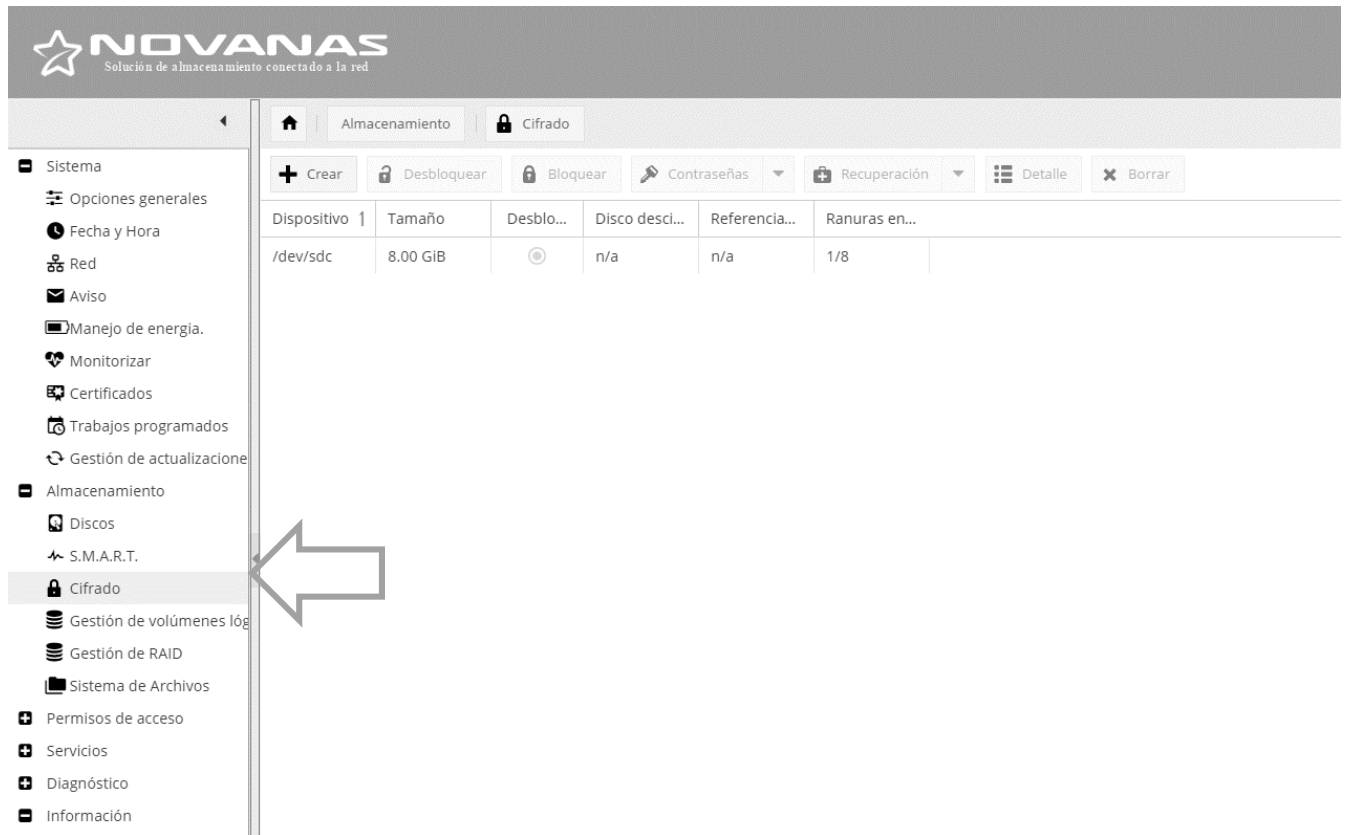 NOVANAS
Solución de almacenamiento conectado a la red
Almacenamiento Cifrado
Sistema
Opciones generales
Fecha y Hora
Red
Aviso
Manejo de energia.
Monitorizar
Certificados
Trabajos programados
Gestión de actualizacione
Almacenamiento
Discos
S.M.A.R.T.
Cifrado
Gestión de volúmenes lóg
Gestión de RAID
Sistema de Archivos
Permisos de acceso
Servicios
Diagnóstico
Información
Crear Desbloquear Bloquear Contraseñas Recuperación Detalle Borrar
Dispositivo Tamaño Desblo... Disco desci... Referencia... Ranuras en...
/dev/sdc 8.00 GiB n/a n/a 1/8